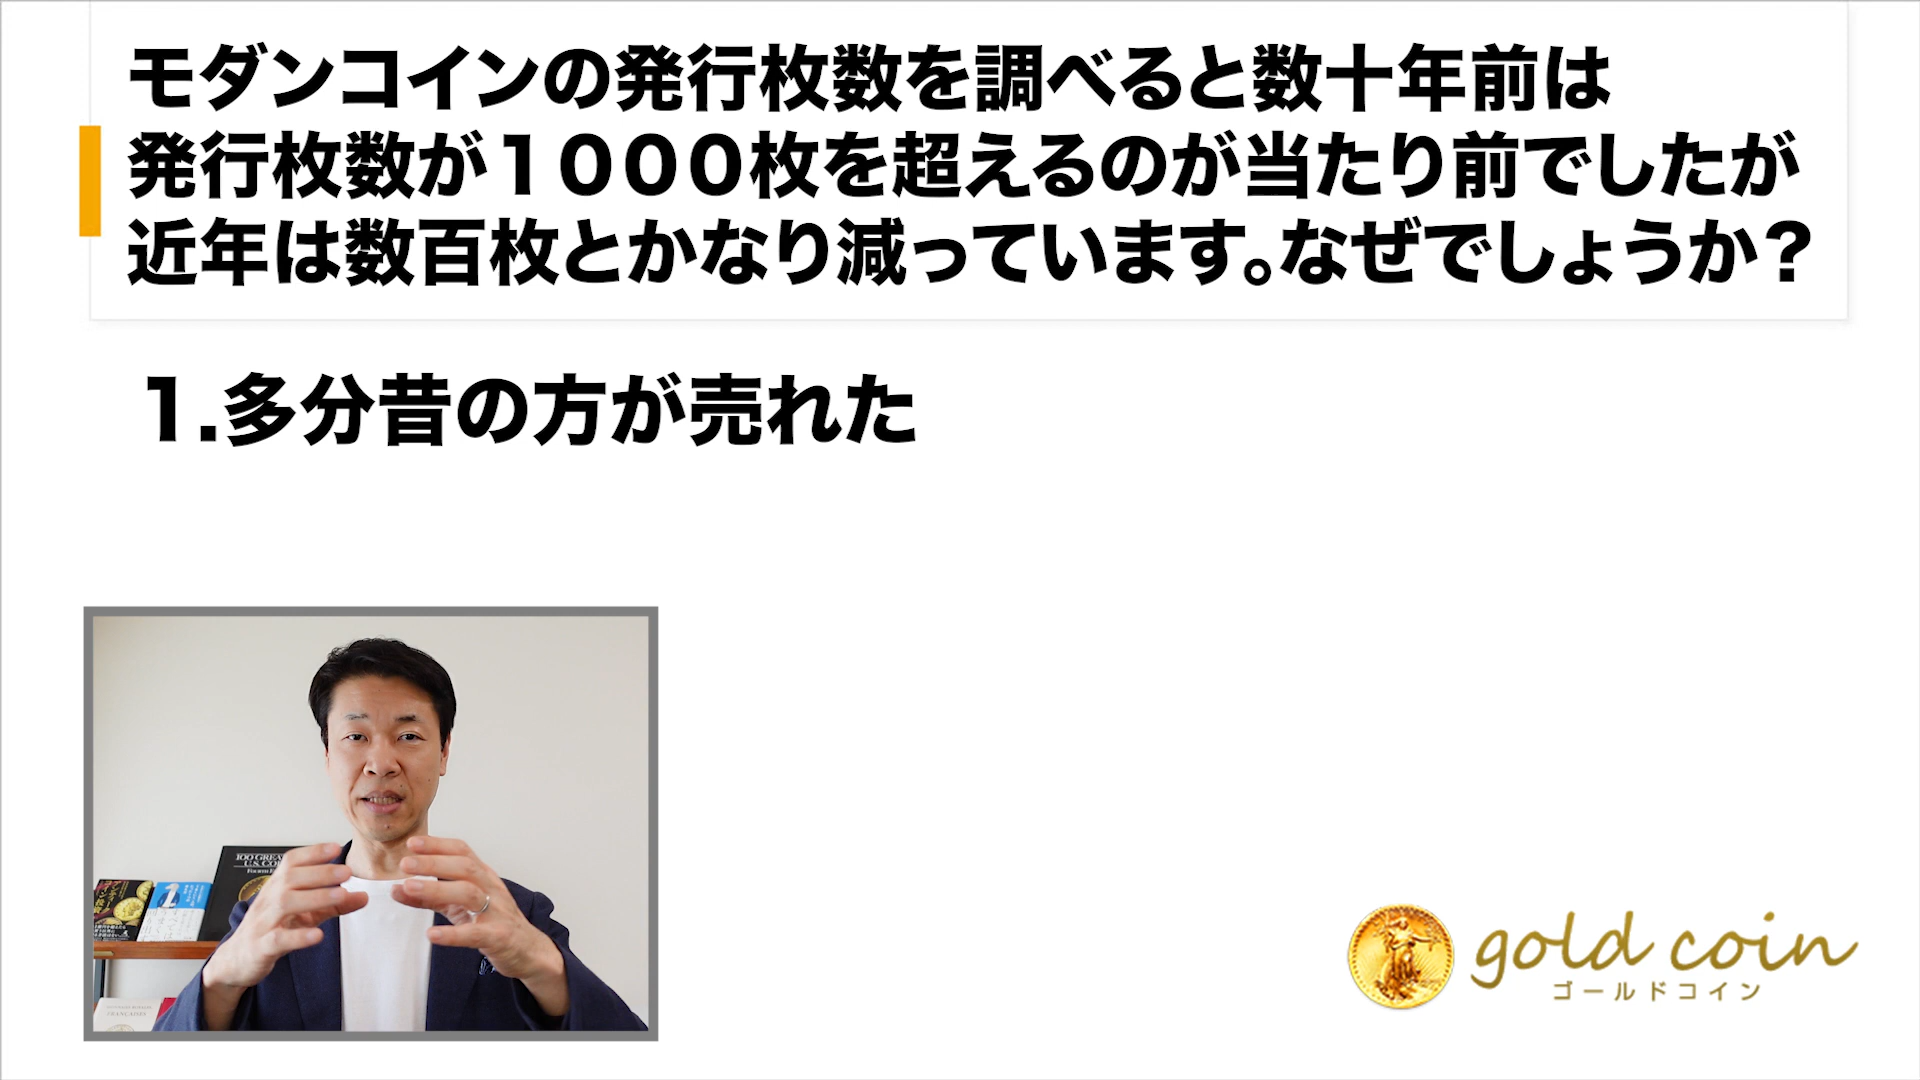 モダンコインの発行枚数を調べると数十年前は
発行枚数が１０００枚を超えるのが当たり前でしたが
近年は数百枚とかなり減っています。なぜでしょうか？
1.多分昔の方が売れた
100 GREA
U.S. CO
gold coin
ゴールドコイン
FRANÇAISES